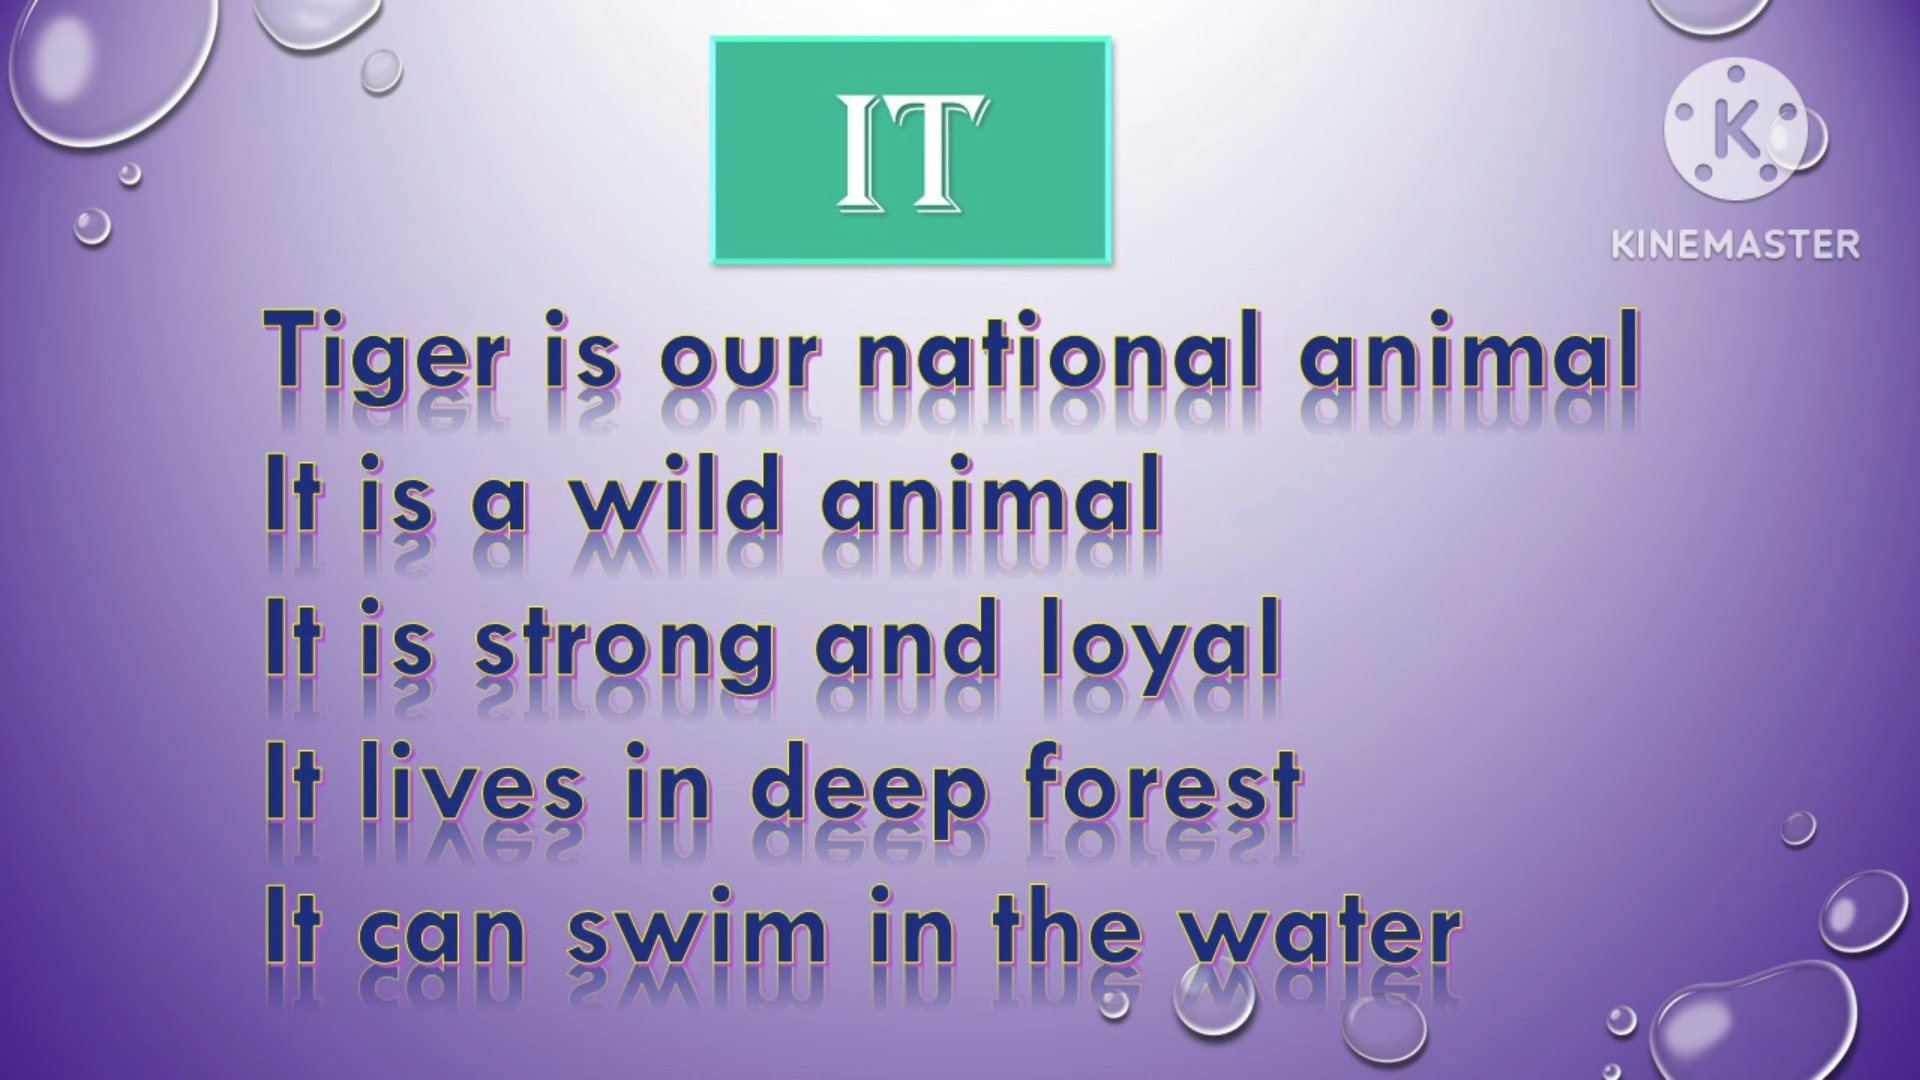 IT
K
KINEMASTER
Tiger is our national animal
It is a wild animal
It is strong and loyal
It lives in deep forest
It can swim in the water